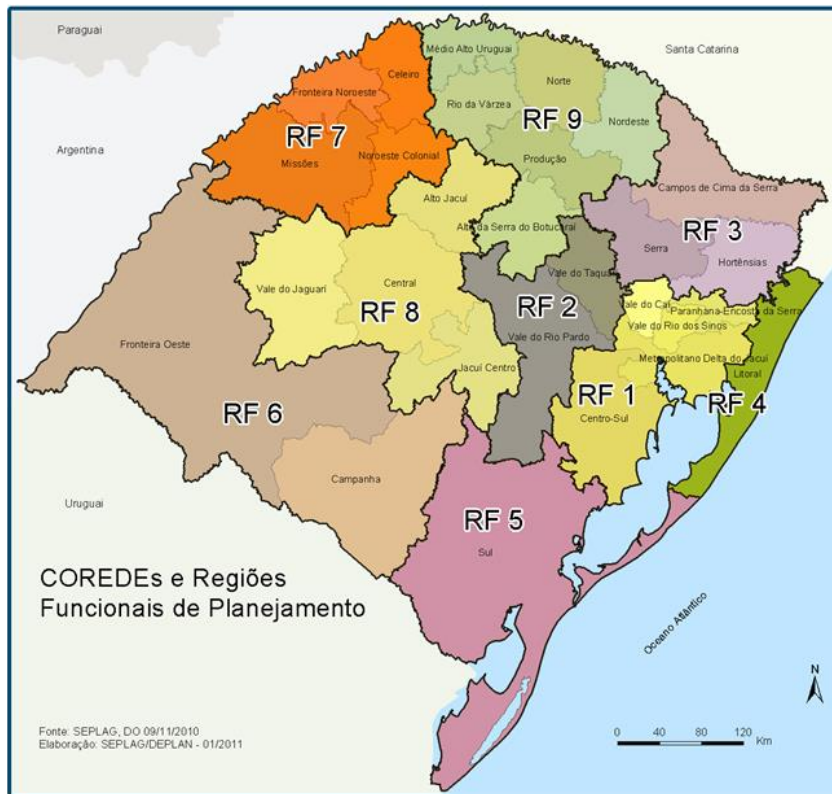 Paraguai
Santa Catarina
Argentina
Uruguai
Oceano Atlântico
Médio Alto Uruguai
Norte
Celeiro
Fronteira Noroeste
Rio da Várzea
Nordeste
RF 9
RF 7
Missões
Noroeste Colonial
Produção
Alto Jacuí
Campos de Cima da Serra
Alto da Serra do Botucaraí
Serra
RF 3
Hortênsias
Vale do Taquari
Vale do Jaguarí
Central
RF 8
RF 2
Vale do Rio Pardo
Vale do Caí
Paranhana-Encosta da Serra
Vale do Rio dos Sinos
Metropolitano Delta do Jacuí
Litoral
Fronteira Oeste
Jacuí Centro
RF 1
RF 4
Centro-Sul
RF 6
Campanha
RF 5
Sul
COREDEs e Regiões
Funcionais de Planejamento
N
Fonte: SEPLAG, DO 09/11/2010
Elaboração: SEPLAG/DEPLAN - 01/2011
0 40 80 120
Km